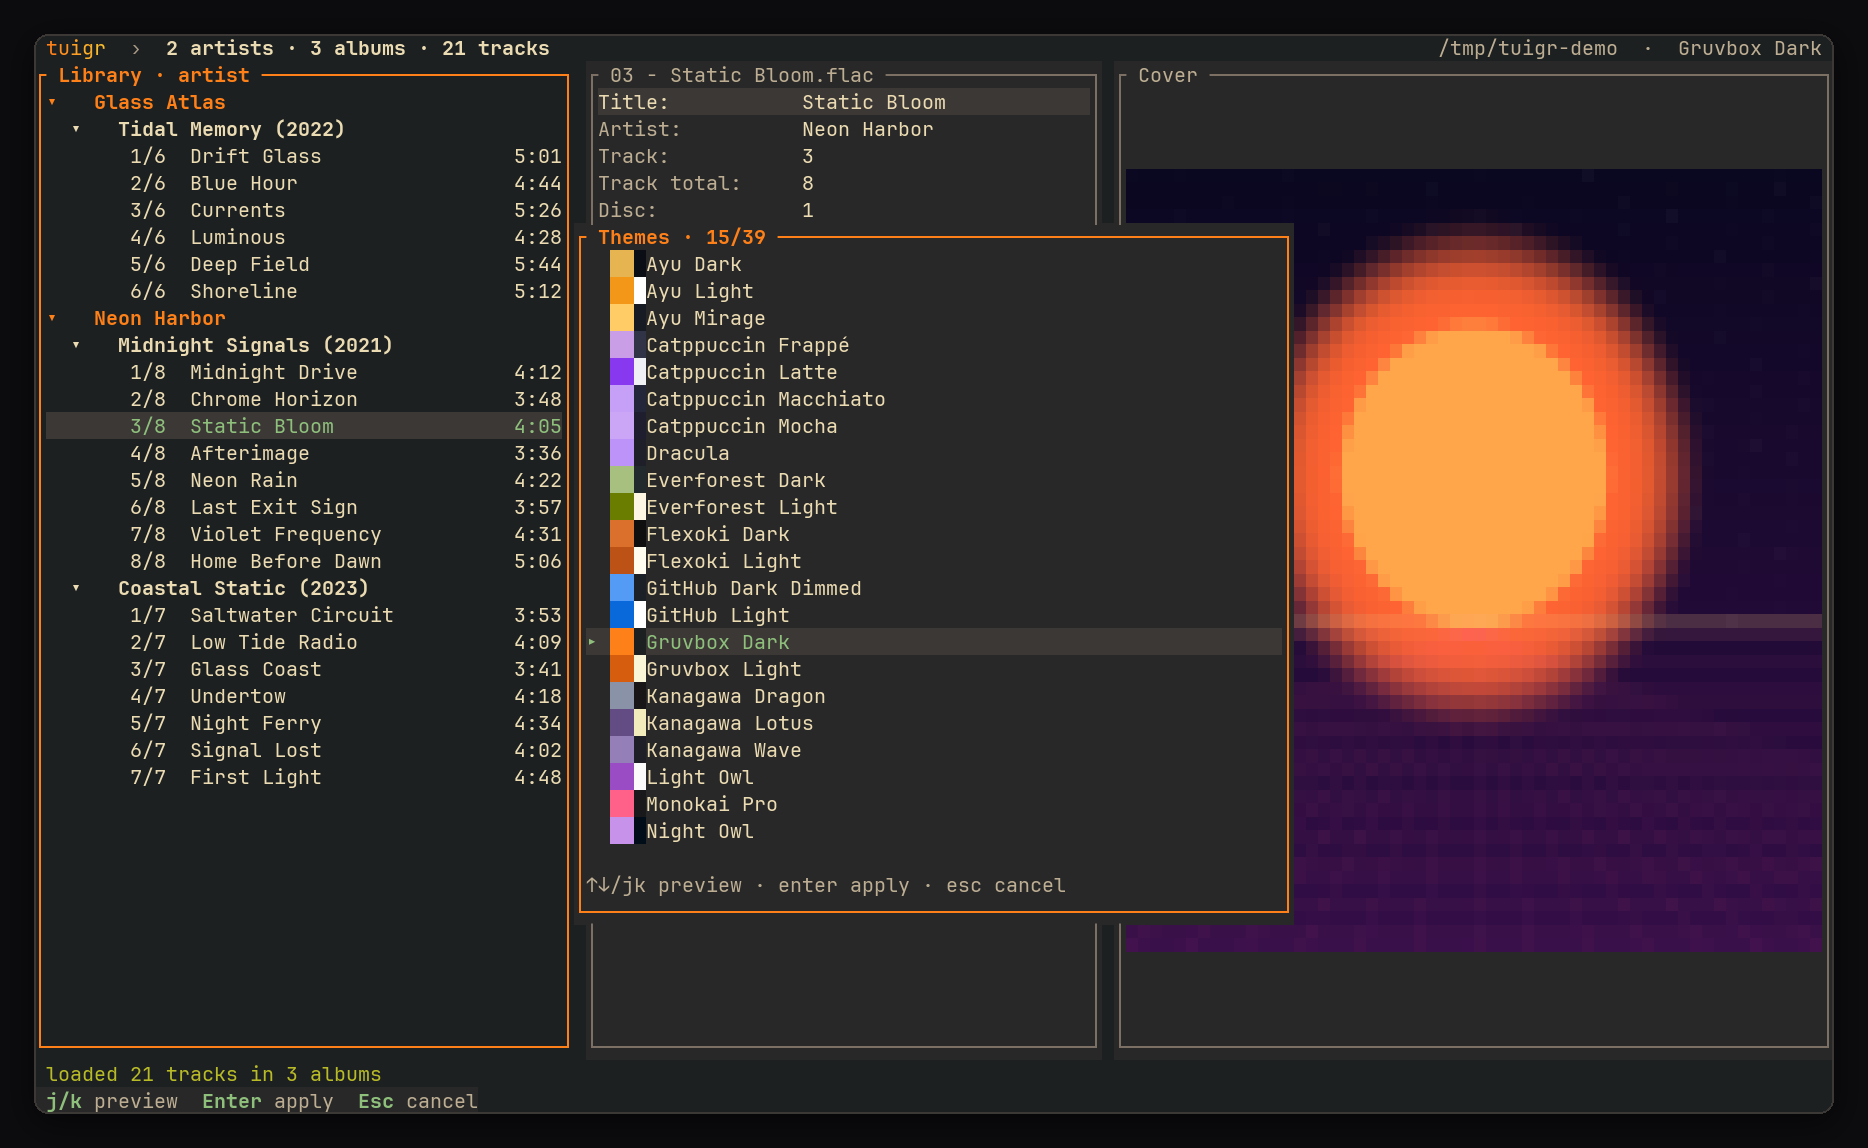 tuigr › 2 artists · 3 albums · 21 tracks
/tmp/tuigr-demo · Gruvbox Dark
Library · artist
▾ Glass Atlas
▾ Tidal Memory (2022)
1/6 Drift Glass 5:01
2/6 Blue Hour 4:44
3/6 Currents 5:26
4/6 Luminous 4:28
5/6 Deep Field 5:44
6/6 Shoreline 5:12
▾ Neon Harbor
▾ Midnight Signals (2021)
1/8 Midnight Drive 4:12
2/8 Chrome Horizon 3:48
3/8 Static Bloom 4:05
4/8 Afterimage 3:36
5/8 Neon Rain 4:22
6/8 Last Exit Sign 3:57
7/8 Violet Frequency 4:31
8/8 Home Before Dawn 5:06
▾ Coastal Static (2023)
1/7 Saltwater Circuit 3:53
2/7 Low Tide Radio 4:09
3/7 Glass Coast 3:41
4/7 Undertow 4:18
5/7 Night Ferry 4:34
6/7 Signal Lost 4:02
7/7 First Light 4:48
03 - Static Bloom.flac
Title: Static Bloom
Artist: Neon Harbor
Track: 3
Track total: 8
Disc: 1
Cover
Themes · 15/39
Ayu Dark
Ayu Light
Ayu Mirage
Catppuccin Frappé
Catppuccin Latte
Catppuccin Macchiato
Catppuccin Mocha
Dracula
Everforest Dark
Everforest Light
Flexoki Dark
Flexoki Light
GitHub Dark Dimmed
GitHub Light
▸ Gruvbox Dark
Gruvbox Light
Kanagawa Dragon
Kanagawa Lotus
Kanagawa Wave
Light Owl
Monokai Pro
Night Owl
↑↓/jk preview · enter apply · esc cancel
loaded 21 tracks in 3 albums
j/k preview Enter apply Esc cancel